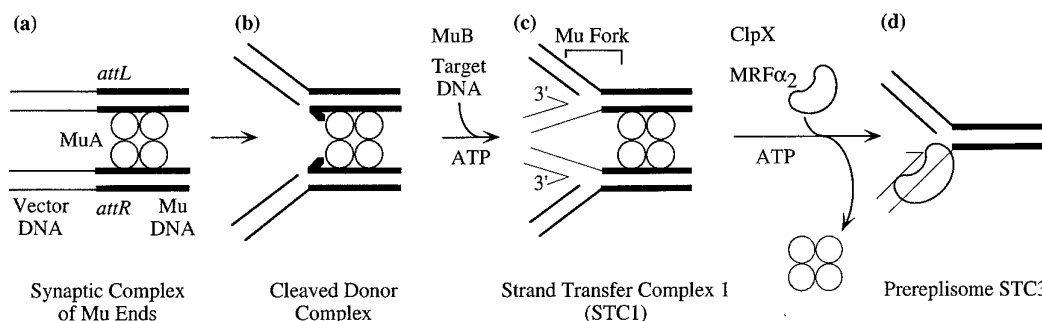 (a)
attL
MuA
Vector
DNA
attR
Mu
DNA
Synaptic Complex
of Mu Ends
(b)
Cleaved Donor
Complex
MuB
Target
DNA
ATP
(c)
Mu Fork
3'
3'
Strand Transfer Complex 1
(STC1)
ClpX
MRFα2
ATP
(d)
Prereplisome STC3